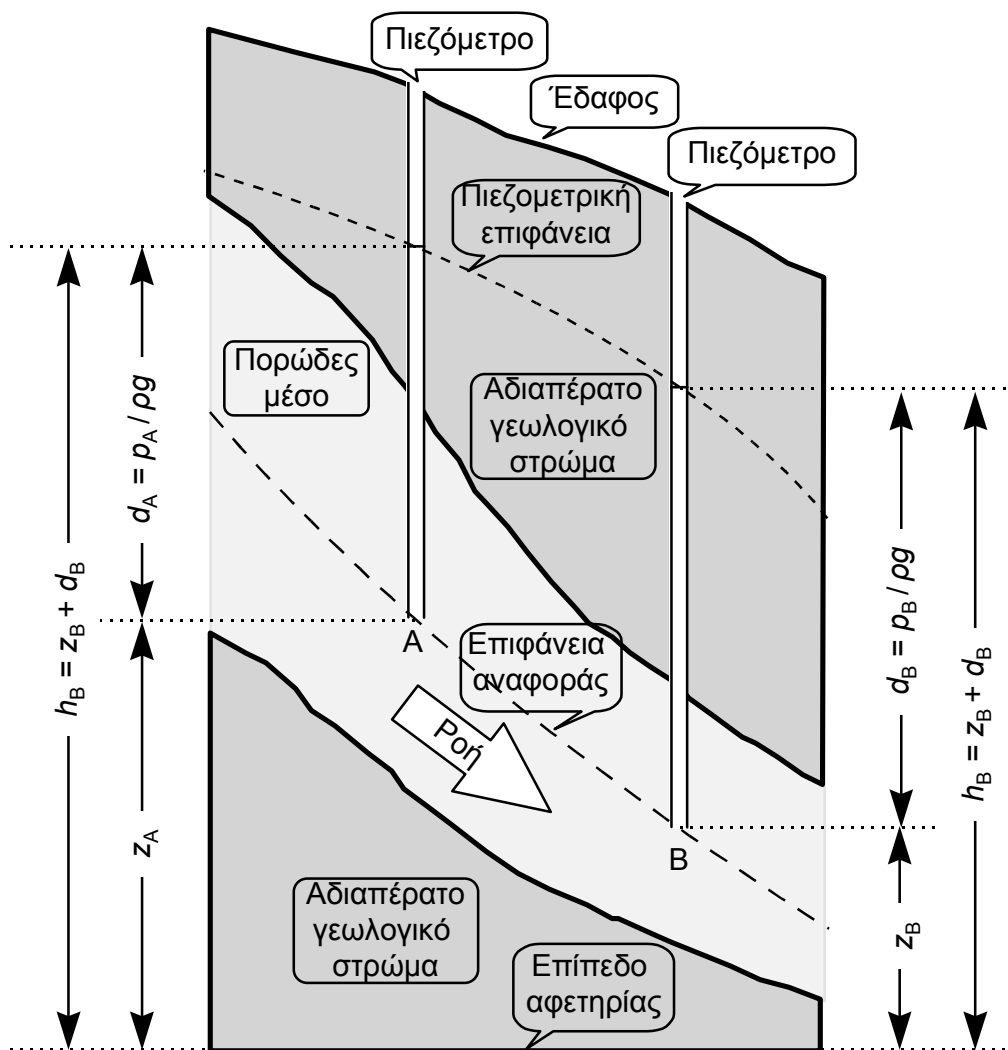 Πιεζόμετρο
Έδαφος
Πιεζόμετρο
Πιεζομετρική
επιφάνεια
Πορώδες
μέσο
Αδιαπέρατο
γεωλογικό
στρώμα
h_B = z_B + d_B
d_A = p_A / ρg
z_A
A
Επιφάνεια
αναφοράς
Ροή
B
d_B = p_B / ρg
h_B = z_B + d_B
z_B
Αδιαπέρατο
γεωλογικό
στρώμα
Επίπεδο
αφετηρίας